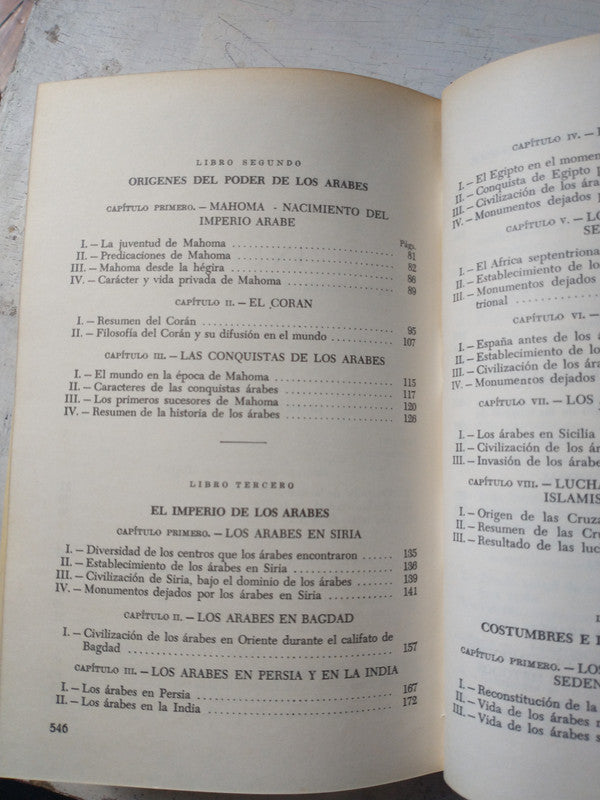 LIBRO SEGUNDO
ORIGENES DEL PODER DE LOS ARABES
CAPÍTULO PRIMERO. — MAHOMA - NACIMIENTO DEL
IMPERIO ARABE
Págs.
I. — La juventud de Mahoma 81
II. — Predicaciones de Mahoma 82
III. — Mahoma desde la hégira 86
IV. — Carácter y vida privada de Mahoma 89
CAPÍTULO II. — EL CORAN
I. — Resumen del Corán 95
II. — Filosofía del Corán y su difusión en el mundo 107
CAPÍTULO III. — LAS CONQUISTAS DE LOS ARABES
I. — El mundo en la época de Mahoma 115
II. — Caracteres de las conquistas árabes 117
III. — Los primeros sucesores de Mahoma 120
IV. — Resumen de la historia de los árabes 126
LIBRO TERCERO
EL IMPERIO DE LOS ARABES
CAPÍTULO PRIMERO. — LOS ARABES EN SIRIA
I. — Diversidad de los centros que los árabes encontraron 135
II. — Establecimiento de los árabes en Siria 136
III. — Civilización de Siria, bajo el dominio de los árabes 139
IV. — Monumentos dejados por los árabes en Siria 141
CAPÍTULO II. — LOS ARABES EN BAGDAD
I. — Civilización de los árabes en Oriente durante el califato de
Bagdad 157
CAPÍTULO III. — LOS ARABES EN PERSIA Y EN LA INDIA
I. — Los árabes en Persia 167
II. — Los árabes en la India 172
546
CAPÍTULO IV. —
I. — El Egipto en el momen
II. — Conquista de Egipto p
III. — Civilización de los ára
IV. — Monumentos dejados po
CAPÍTULO V. — LO
SE
I. — El Africa septentriona
II. — Establecimiento de los
III. — Monumentos dejados
trional
CAPÍTULO VI. —
I. — España antes de los á
II. — Establecimiento de los
III. — Civilización de los á
IV. — Monumentos dejados
CAPÍTULO VII. — LOS A
I. — Los árabes en Sicilia
II. — Civilización de los á
III. — Invasión de los árabe
CAPÍTULO VIII. — LUCHA
ISLAMIS
I. — Origen de las Cruza
II. — Resumen de las Cru
III. — Resultado de las luc
COSTUMBRES E I
CAPÍTULO PRIMERO. — LOS
SEDEN
I. — Reconstitución de la
II. — Vida de los árabes n
III. — Vida de los árabes s